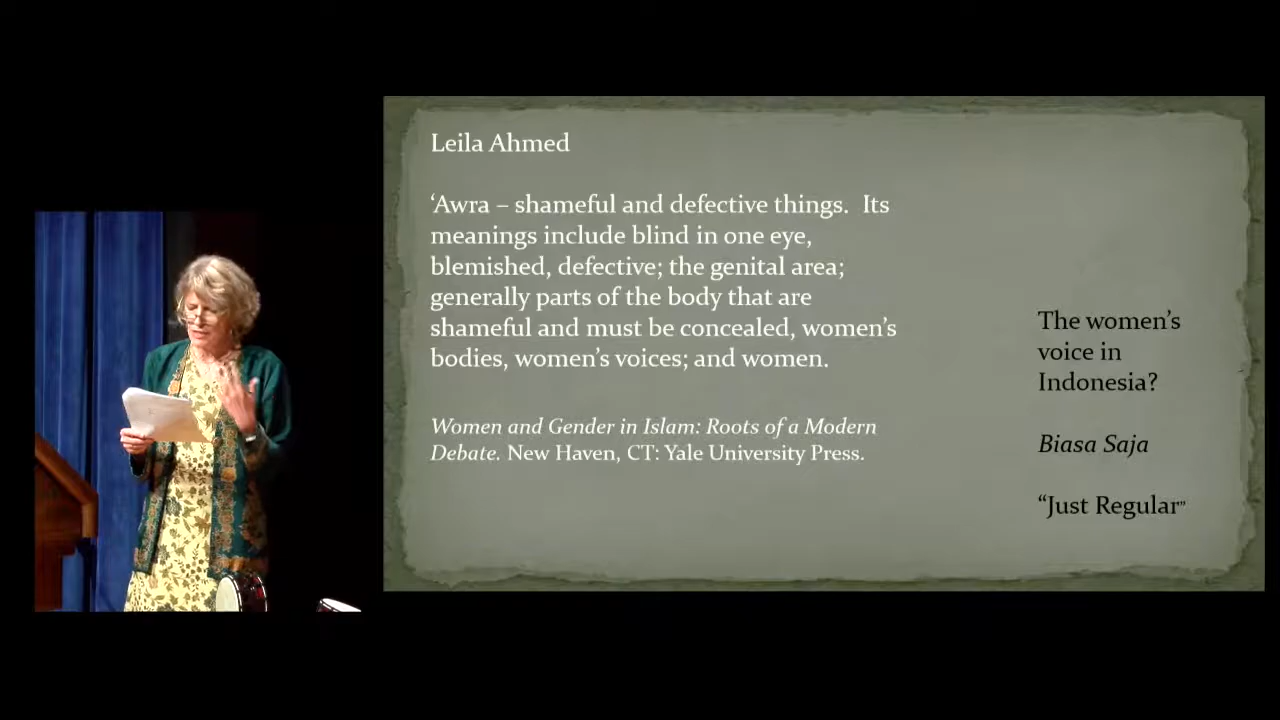 Leila Ahmed
‘Awra – shameful and defective things.  Its
meanings include blind in one eye,
blemished, defective; the genital area;
generally parts of the body that are
shameful and must be concealed, women’s
bodies, women’s voices; and women.
Women and Gender in Islam: Roots of a Modern
Debate. New Haven, CT: Yale University Press.
The women’s
voice in
Indonesia?
Biasa Saja
“Just Regular”